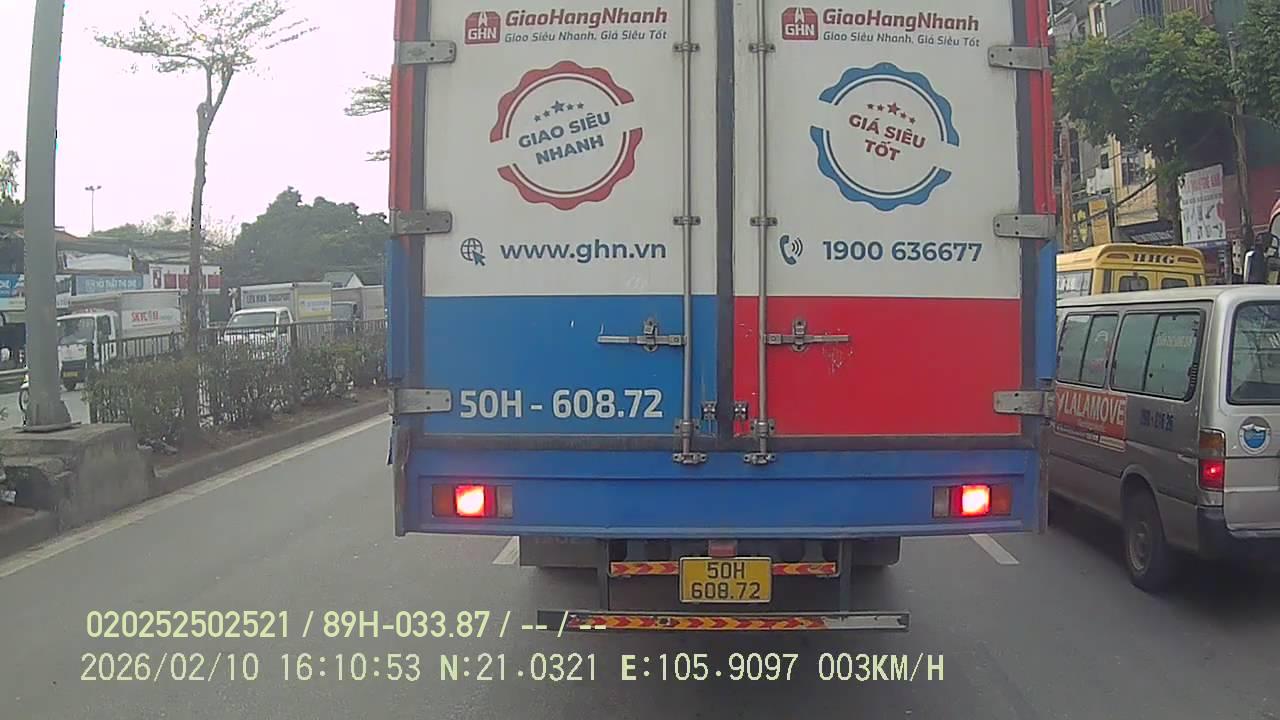 GHN
GiaoHangNhanh
Giao Siêu Nhanh, Giá Siêu Tốt
GHN
GiaoHangNhanh
Giao Siêu Nhanh, Giá Siêu Tốt
GIAO SIÊU
NHANH
GIÁ SIÊU
TỐT
www.ghn.vn
1900 636677
50H - 608.72
50H
608.72
LALAMOVE
HHG
020252502521 / 89H-033.87 / -- / --
2026/02/10 16:10:53 N:21.0321 E:105.9097 003KM/H